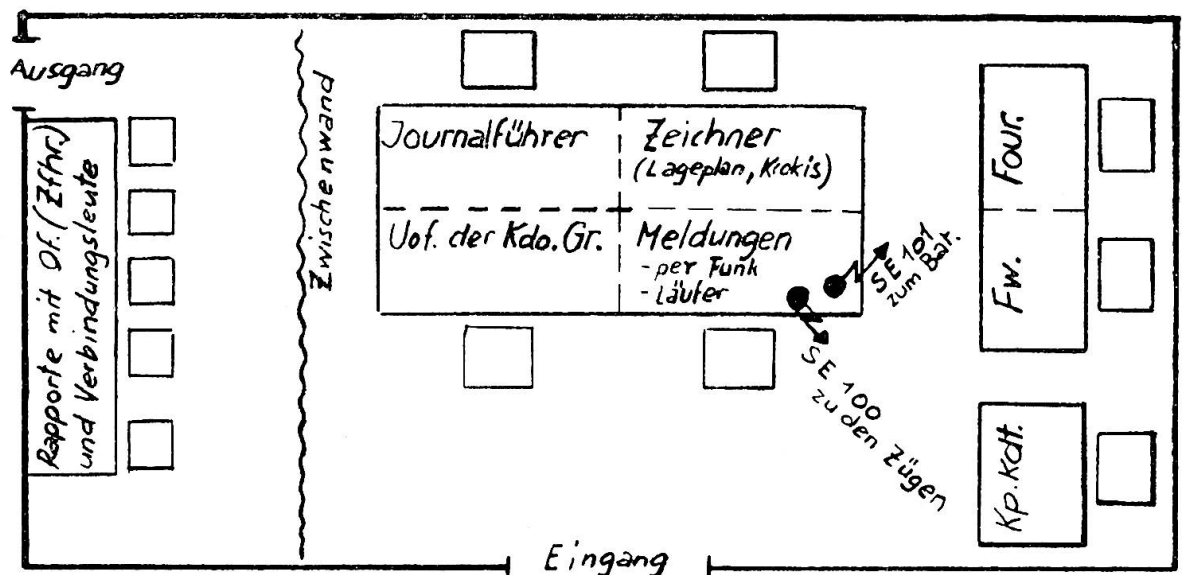 Ausgang
Rapporte mit Of. (Zfhr.)
und Verbindungsleute
Zwischenwand
Journalführer
Zeichner
(Lageplan, Krokis)
Uof. der Kdo. Gr.
Meldungen
- per Funk
- Läufer
SE 101
zum Bat.
SE 100
zu den Zügen
Four.
Fw.
Kp. Kdt.
Eingang